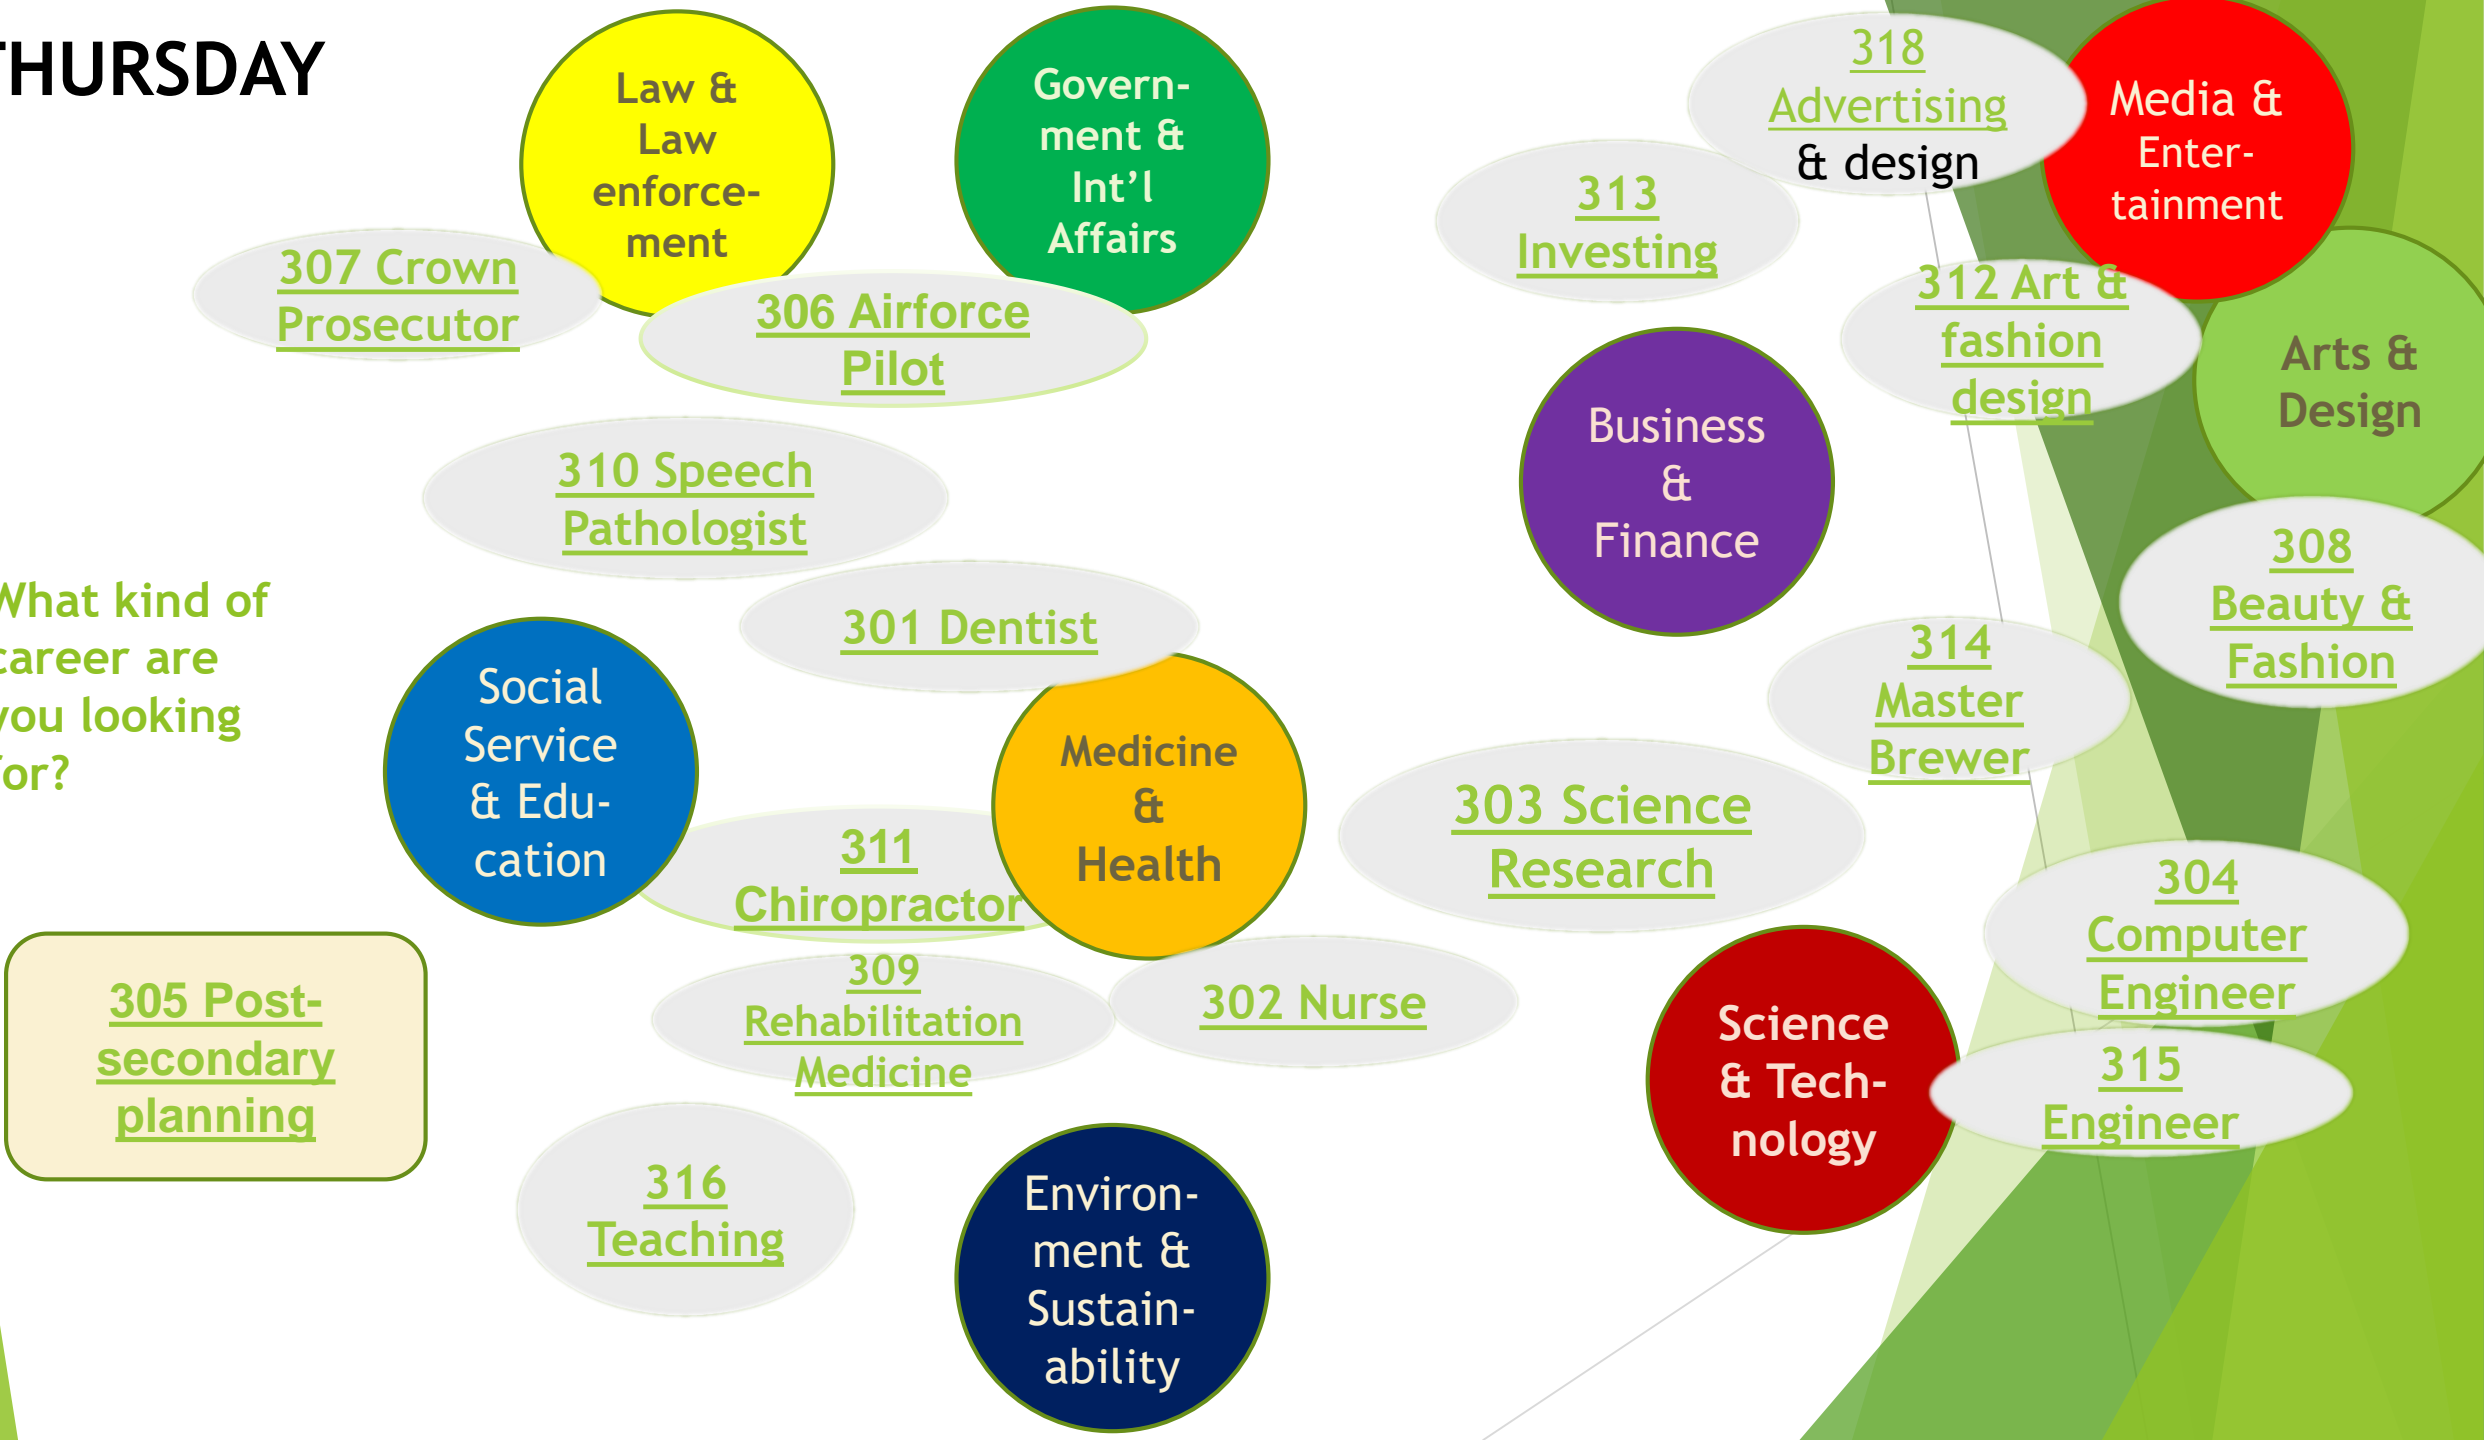 THURSDAY
Law &
Law
enforce-
ment
Govern-
ment &
Int'l
Affairs
318
Advertising
& design
Media &
Enter-
tainment
313
Investing
307 Crown
Prosecutor
306 Airforce
Pilot
312 Art &
fashion
design
Arts &
Design
Business
&
Finance
310 Speech
Pathologist
301 Dentist
308
Beauty &
Fashion
What kind of
career are
you looking
for?
Social
Service
& Edu-
cation
314
Master
Brewer
Medicine
&
Health
303 Science
Research
311
Chiropractor
304
Computer
Engineer
309
Rehabilitation
Medicine
302 Nurse
305 Post-
secondary
planning
Science
& Tech-
nology
315
Engineer
316
Teaching
Environ-
ment &
Sustain-
ability